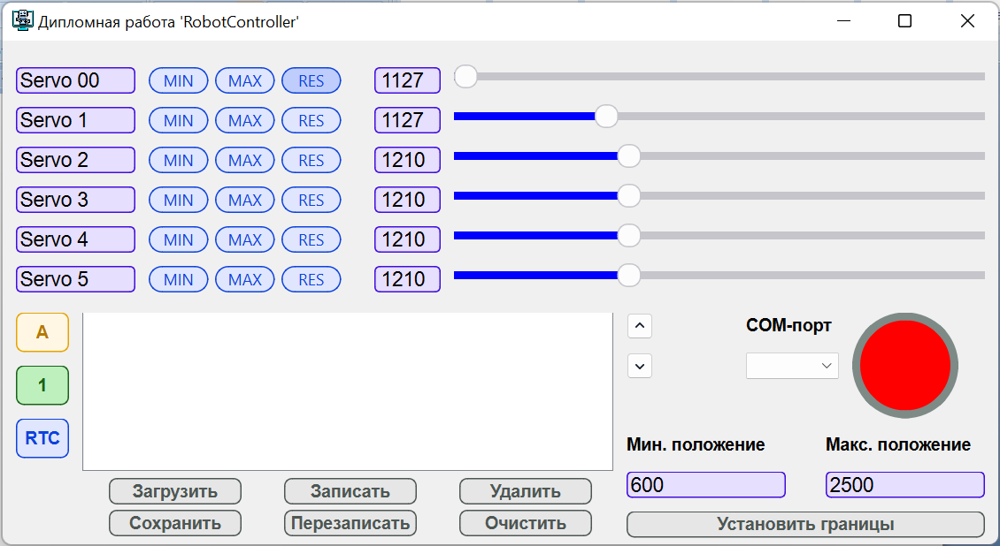 Дипломная работа 'RobotController'
Servo 00 MIN MAX RES 1127
Servo 1 MIN MAX RES 1127
Servo 2 MIN MAX RES 1210
Servo 3 MIN MAX RES 1210
Servo 4 MIN MAX RES 1210
Servo 5 MIN MAX RES 1210
A
1
RTC
COM-порт
Мин. положение Макс. положение
600 2500
Загрузить Записать Удалить
Сохранить Перезаписать Очистить
Установить границы